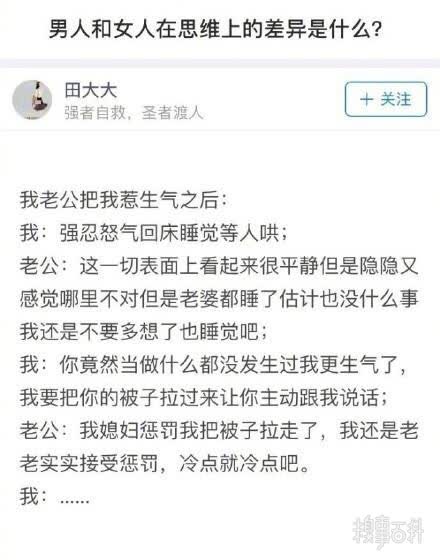 男人和女人在思维上的差异是什么?
田大大
强者自救，圣者渡人
+ 关注
我老公把我惹生气之后：
我：强忍怒气回床睡觉等人哄；
老公：这一切表面上看起来很平静但是隐隐又
感觉哪里不对但是老婆都睡了估计也没什么事
我还是不要多想了也睡觉吧；
我：你竟然当做什么都没发生过我更生气了，
我要把你的被子拉过来让你主动跟我说话；
老公：我媳妇惩罚我把被子拉走了，我还是老
老实实接受惩罚，冷点就冷点吧。
我：......
糗事百科